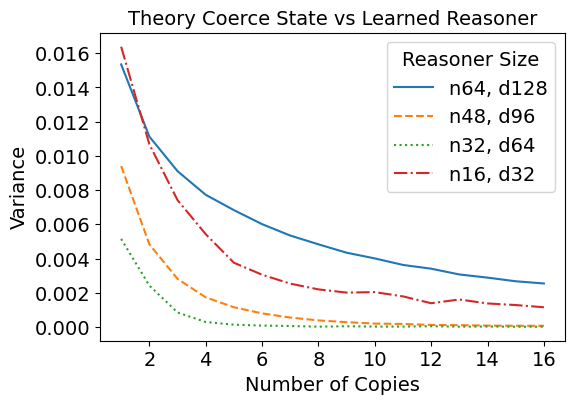 Theory Coerce State vs Learned Reasoner
Variance
0.016
0.014
0.012
0.010
0.008
0.006
0.004
0.002
0.000
Reasoner Size
n64, d128
n48, d96
n32, d64
n16, d32
2 4 6 8 10 12 14 16
Number of Copies